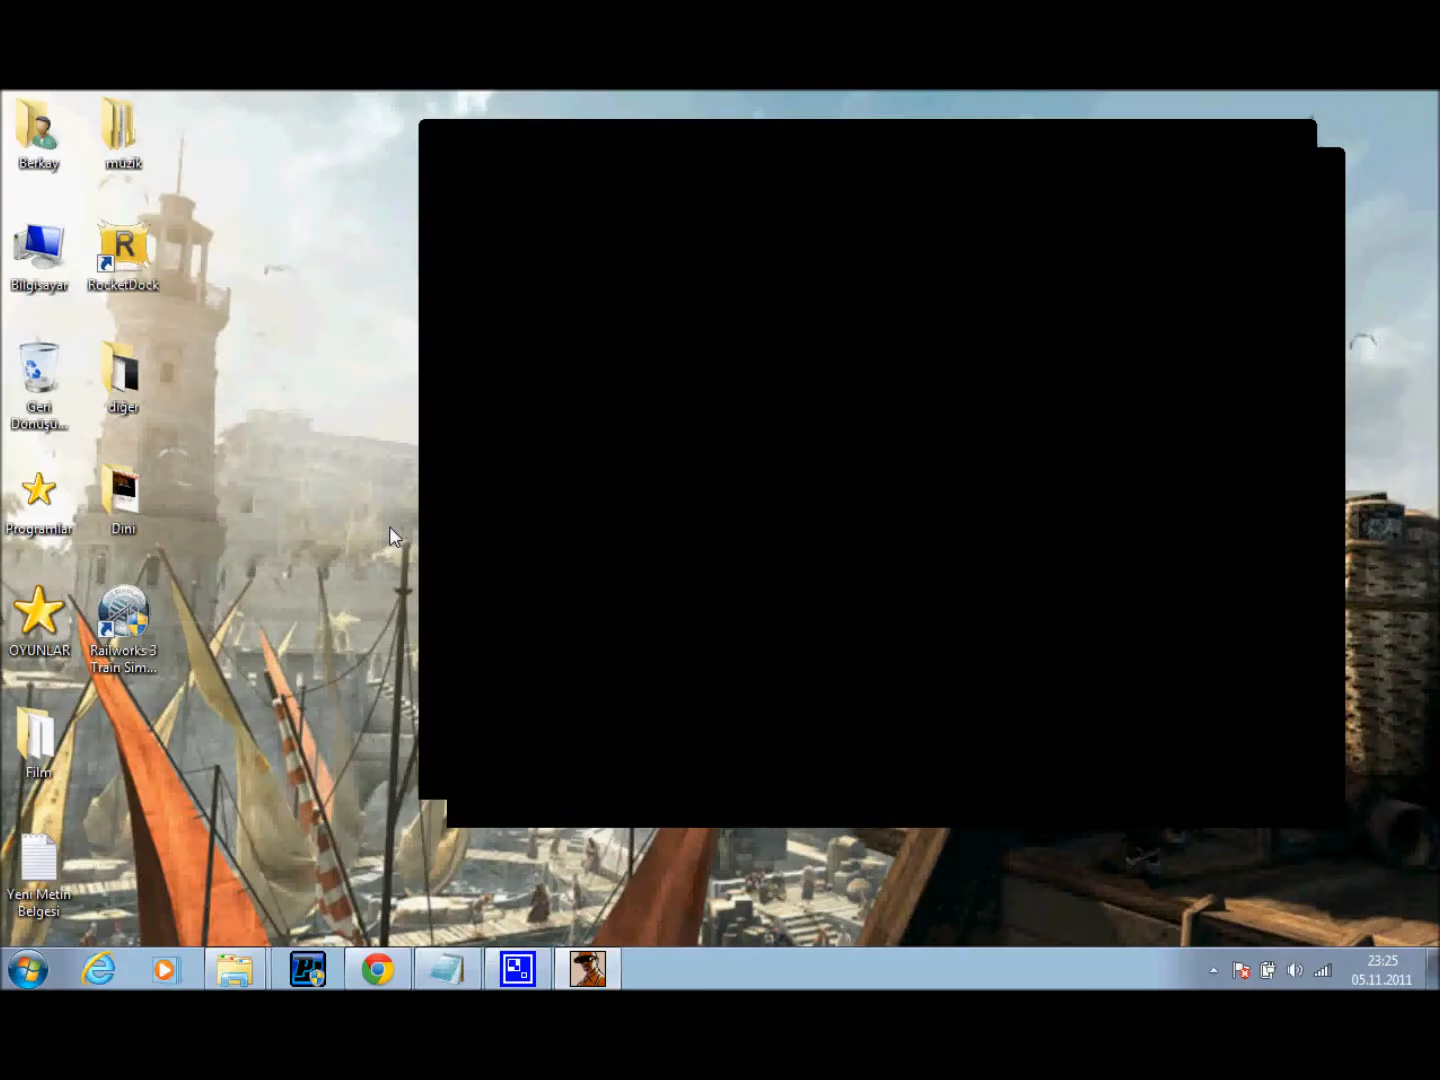 Berkay
müzik
Bilgisayar
RocketDock
Geri
Dönüşü...
diğer
Programlar
Dini
OYUNLAR
Railworks 3
Train Sim...
Film
Yeni Metin
Belgesi
23:25
05.11.2011